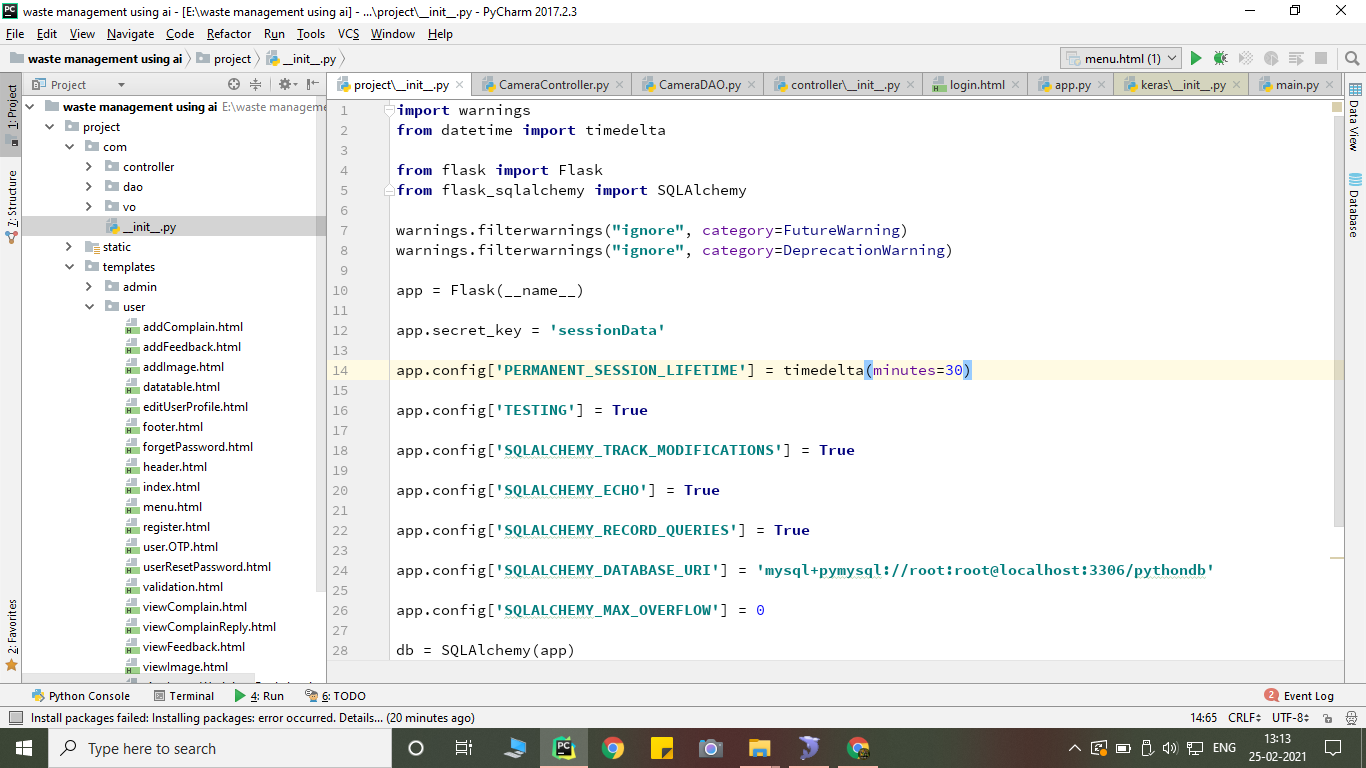 waste management using ai - [E:\waste management using ai] - ...\project\__init__.py - PyCharm 2017.2.3
File Edit View Navigate Code Refactor Run Tools VCS Window Help
waste management using ai project __init__.py menu.html (1)
Project project\__init__.py CameraController.py CameraDAO.py controller\__init__.py login.html app.py keras\__init__.py main.py
1: Project
7: Structure
2: Favorites
waste management using ai E:\waste manageme
project
com
controller
dao
vo
__init__.py
static
templates
admin
user
addComplain.html
addFeedback.html
addImage.html
datatable.html
editUserProfile.html
footer.html
forgetPassword.html
header.html
index.html
menu.html
register.html
user.OTP.html
userResetPassword.html
validation.html
viewComplain.html
viewComplainReply.html
viewFeedback.html
viewImage.html
1 import warnings
2 from datetime import timedelta
3
4 from flask import Flask
5 from flask_sqlalchemy import SQLAlchemy
6
7 warnings.filterwarnings("ignore", category=FutureWarning)
8 warnings.filterwarnings("ignore", category=DeprecationWarning)
9
10 app = Flask(__name__)
11
12 app.secret_key = 'sessionData'
13
14 app.config['PERMANENT_SESSION_LIFETIME'] = timedelta(minutes=30)
15
16 app.config['TESTING'] = True
17
18 app.config['SQLALCHEMY_TRACK_MODIFICATIONS'] = True
19
20 app.config['SQLALCHEMY_ECHO'] = True
21
22 app.config['SQLALCHEMY_RECORD_QUERIES'] = True
23
24 app.config['SQLALCHEMY_DATABASE_URI'] = 'mysql+pymysql://root:root@localhost:3306/pythondb'
25
26 app.config['SQLALCHEMY_MAX_OVERFLOW'] = 0
27
28 db = SQLAlchemy(app)
Data View
Database
Python Console Terminal 4: Run 6: TODO 2 Event Log
Install packages failed: Installing packages: error occurred. Details... (20 minutes ago) 14:65 CRLF UTF-8
Type here to search ENG 13:13
25-02-2021